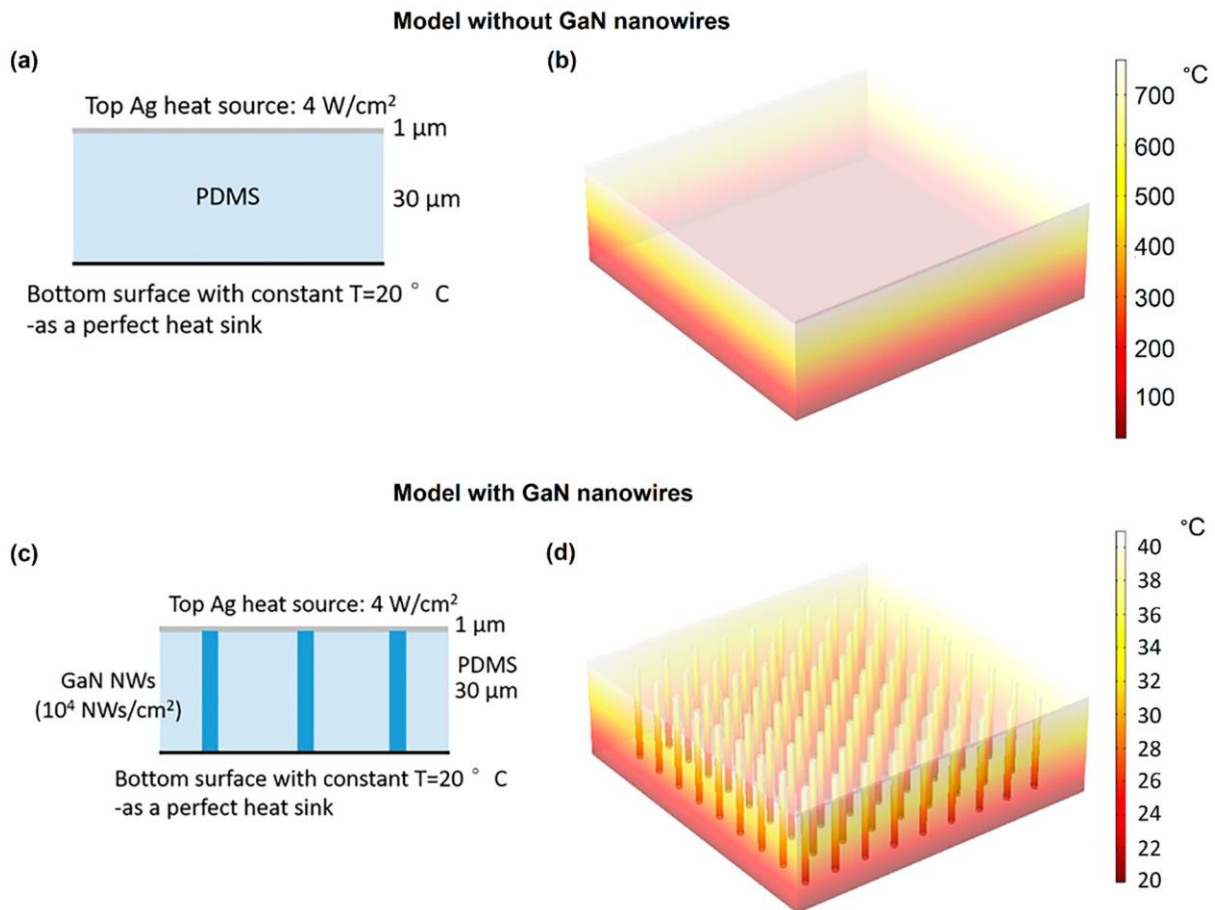 Model without GaN nanowires
(a)
Top Ag heat source: 4 W/cm²
1 μm
PDMS
30 μm
Bottom surface with constant T=20 ° C
-as a perfect heat sink
(b)
°C
700
600
500
400
300
200
100
Model with GaN nanowires
(c)
Top Ag heat source: 4 W/cm²
1 μm
GaN NWs
(10⁴ NWs/cm²)
PDMS
30 μm
Bottom surface with constant T=20 ° C
-as a perfect heat sink
(d)
°C
40
38
36
34
32
30
28
26
24
22
20